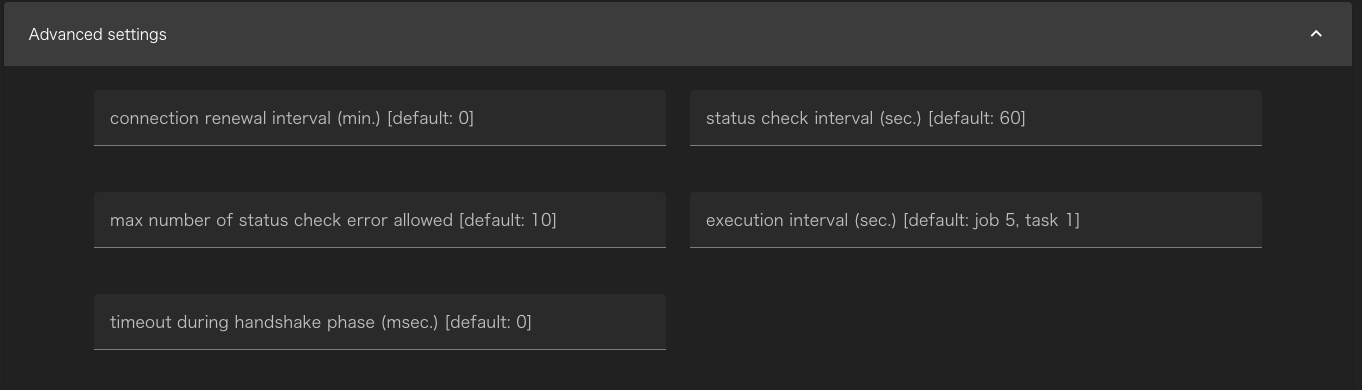 Advanced settings
connection renewal interval (min.) [default: 0]
status check interval (sec.) [default: 60]
max number of status check error allowed [default: 10]
execution interval (sec.) [default: job 5, task 1]
timeout during handshake phase (msec.) [default: 0]